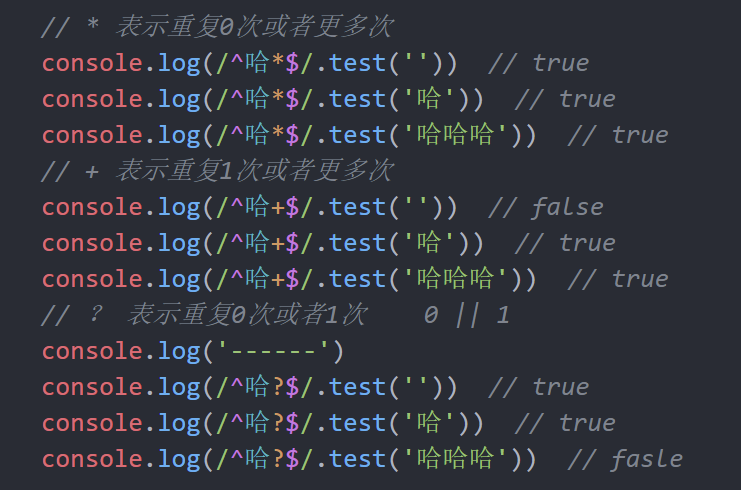 // * 表示重复0次或者更多次
console.log(/^哈*$/.test(''))  // true
console.log(/^哈*$/.test('哈'))  // true
console.log(/^哈*$/.test('哈哈哈'))  // true
// + 表示重复1次或者更多次
console.log(/^哈+$/.test(''))  // false
console.log(/^哈+$/.test('哈'))  // true
console.log(/^哈+$/.test('哈哈哈'))  // true
// ？ 表示重复0次或者1次    0 || 1
console.log('------')
console.log(/^哈?$/.test(''))  // true
console.log(/^哈?$/.test('哈'))  // true
console.log(/^哈?$/.test('哈哈哈'))  // fasle